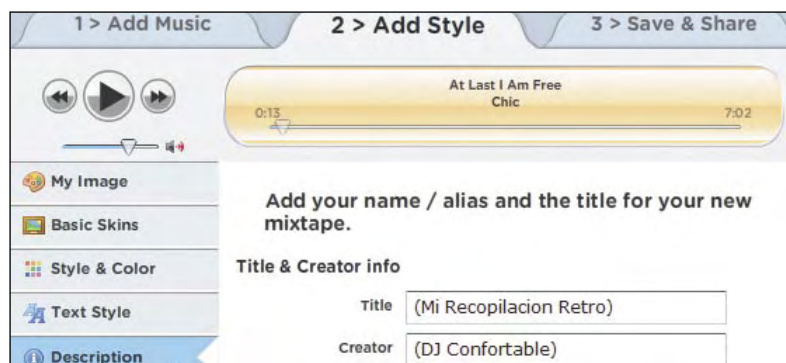 1 > Add Music
2 > Add Style
3 > Save & Share
At Last I Am Free
Chic
0:13
7:02
My Image
Basic Skins
Style & Color
Text Style
Description
Add your name / alias and the title for your new
mixtape.
Title & Creator info
Title (Mi Recopilacion Retro)
Creator (DJ Confortable)